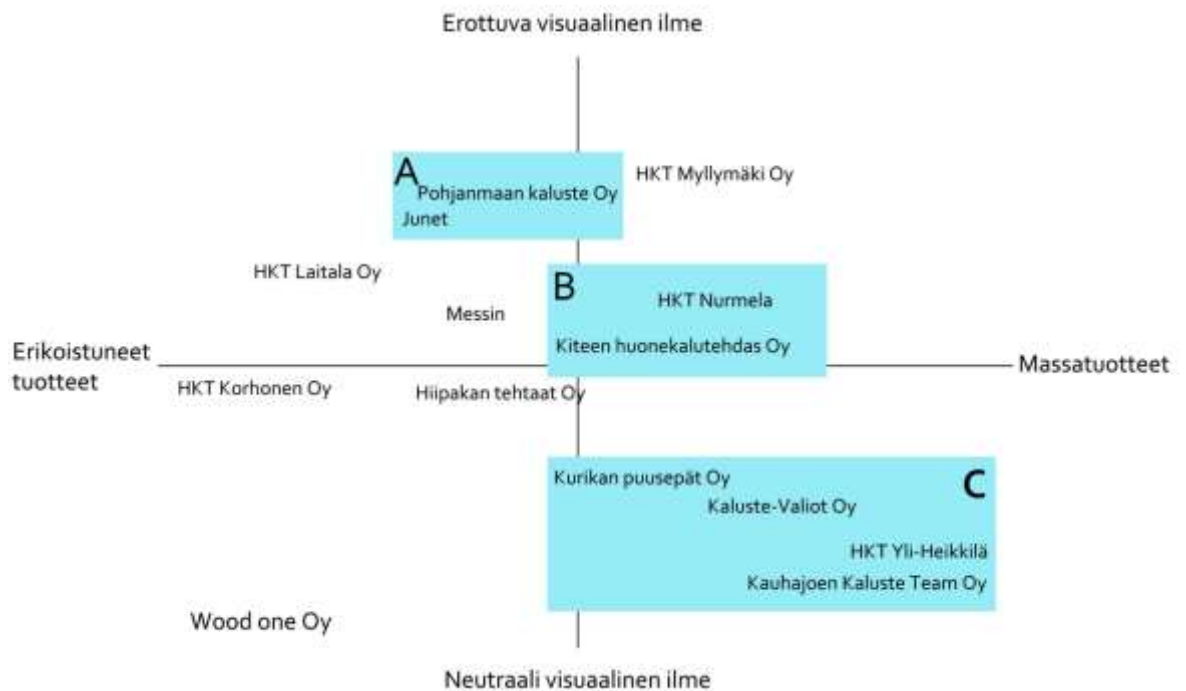 Erottuva visuaalinen ilme
A
HKT Myllymäki Oy
Pohjanmaan kaluste Oy
Junet
HKT Laitala Oy
B
HKT Nurmela
Messin
Kiteen huonekalutehdas Oy
Erikoistuneet
tuotteet
Massatuotteet
HKT Korhonen Oy
Hiipakan tehtaat Oy
Kurikan puusepät Oy
C
Kaluste-Valiot Oy
HKT Yli-Heikkilä
Kauhajoen Kaluste Team Oy
Wood one Oy
Neutraali visuaalinen ilme